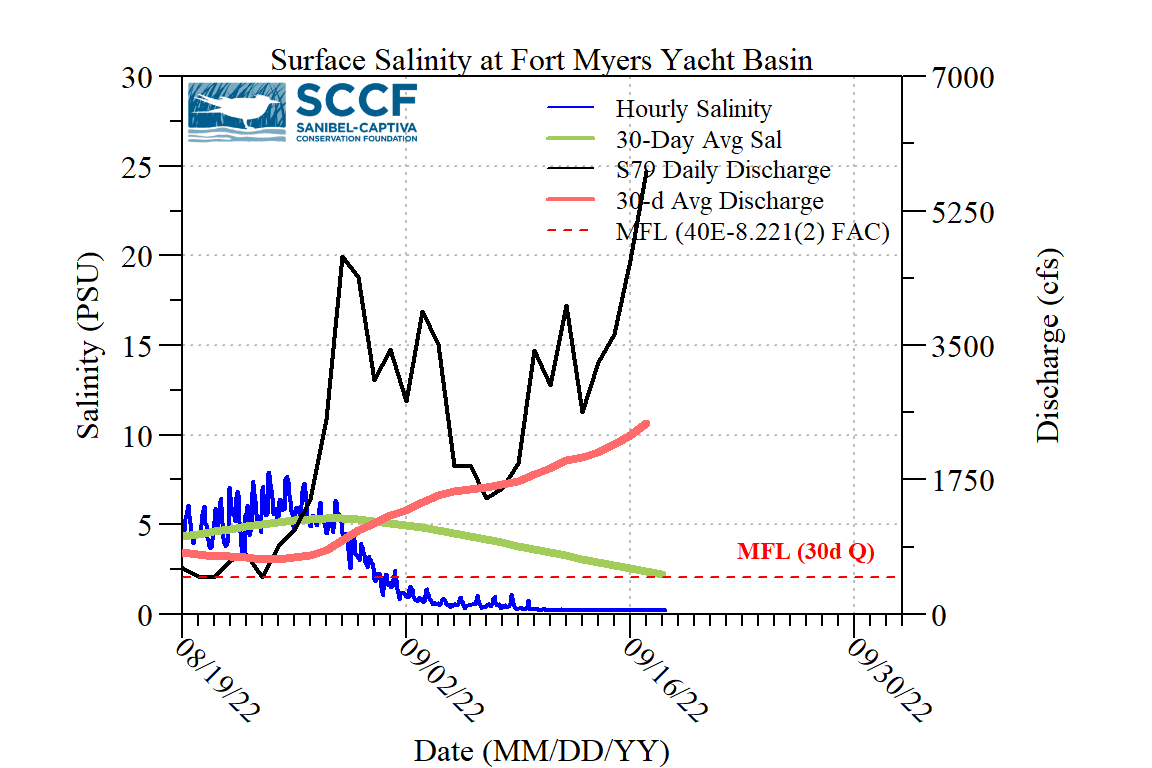 Surface Salinity at Fort Myers Yacht Basin
SCCF
SANIBEL-CAPTIVA
CONSERVATION FOUNDATION
Hourly Salinity
30-Day Avg Sal
S79 Daily Discharge
30-d Avg Discharge
MFL (40E-8.221(2) FAC)
30
25
20
15
10
5
0
Salinity (PSU)
7000
5250
3500
1750
0
Discharge (cfs)
MFL (30d Q)
08/19/22
09/02/22
09/16/22
09/30/22
Date (MM/DD/YY)